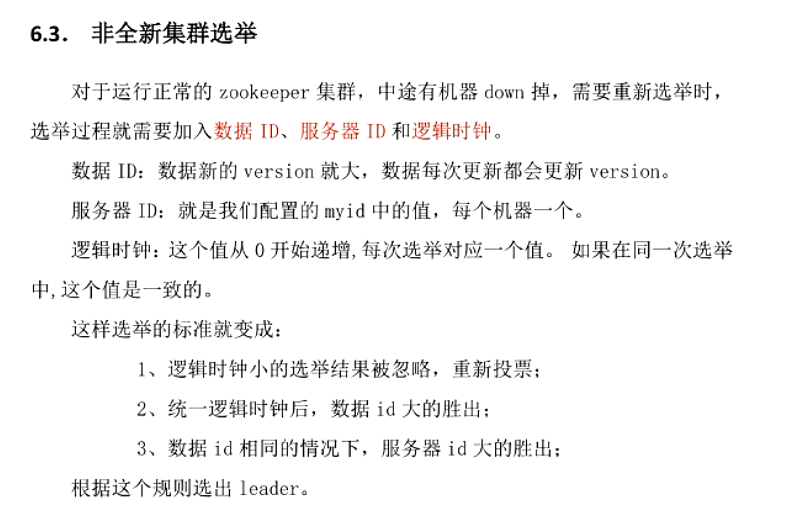 6.3. 非全新集群选举
对于运行正常的 zookeeper 集群，中途有机器 down 掉，需要重新选举时，
选举过程就需要加入数据 ID、服务器 ID 和逻辑时钟。
数据 ID：数据新的 version 就大，数据每次更新都会更新 version。
服务器 ID：就是我们配置的 myid 中的值，每个机器一个。
逻辑时钟：这个值从 0 开始递增,每次选举对应一个值。 如果在同一次选举
中,这个值是一致的。
这样选举的标准就变成：
1、逻辑时钟小的选举结果被忽略，重新投票；
2、统一逻辑时钟后，数据 id 大的胜出；
3、数据 id 相同的情况下，服务器 id 大的胜出；
根据这个规则选出 leader。